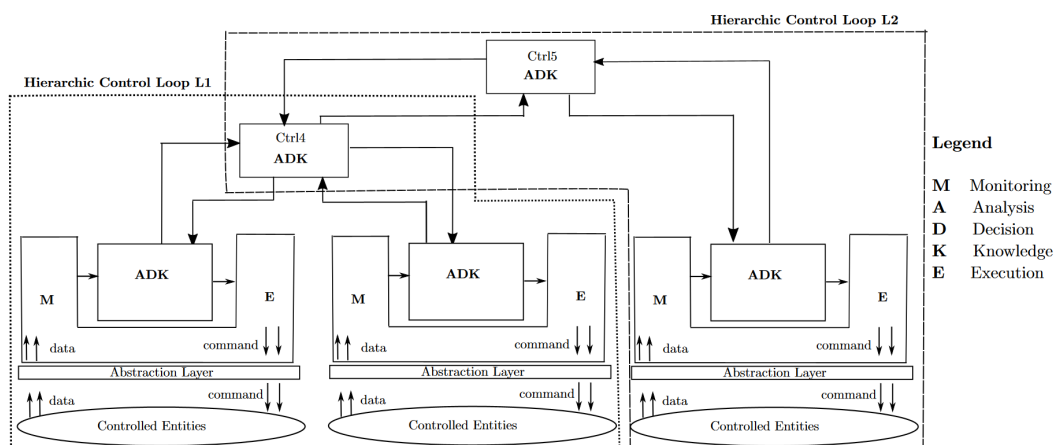 Hierarchic Control Loop L2
Ctrl5
ADK
Hierarchic Control Loop L1
Ctrl4
ADK
Legend
M Monitoring
A Analysis
D Decision
K Knowledge
E Execution
ADK
M
E
data
command
Abstraction Layer
data
command
Controlled Entities
ADK
M
E
data
command
Abstraction Layer
data
command
Controlled Entities
ADK
M
E
data
command
Abstraction Layer
data
command
Controlled Entities